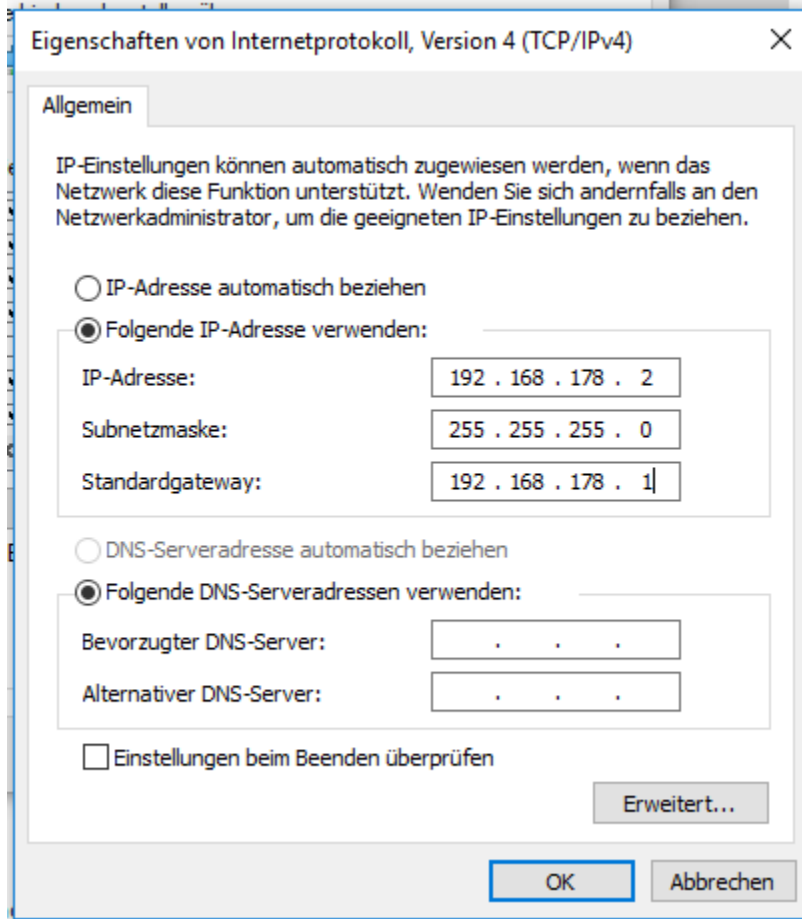 Eigenschaften von Internetprotokoll, Version 4 (TCP/IPv4)
Allgemein
IP-Einstellungen können automatisch zugewiesen werden, wenn das
Netzwerk diese Funktion unterstützt. Wenden Sie sich andernfalls an den
Netzwerkadministrator, um die geeigneten IP-Einstellungen zu beziehen.
IP-Adresse automatisch beziehen
Folgende IP-Adresse verwenden:
IP-Adresse: 192 . 168 . 178 . 2
Subnetzmaske: 255 . 255 . 255 . 0
Standardgateway: 192 . 168 . 178 . 1
DNS-Serveradresse automatisch beziehen
Folgende DNS-Serveradressen verwenden:
Bevorzugter DNS-Server: . . .
Alternativer DNS-Server: . . .
Einstellungen beim Beenden überprüfen
Erweitert...
OK Abbrechen